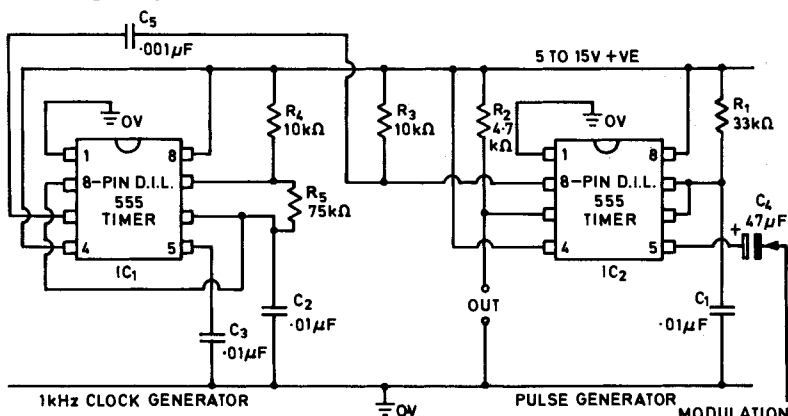 C5
·001µF
5 TO 15V +VE
0V
R4
10kΩ
R3
10kΩ
R2
4·7
kΩ
0V
R1
33kΩ
1
8
8-PIN D.I.L.
555
TIMER
4
5
IC1
R5
75kΩ
1
8
8-PIN D.I.L.
555
TIMER
4
5
IC2
C4
+ ·47µF
C3
·01µF
C2
·01µF
OUT
C1
·01µF
1kHz CLOCK GENERATOR
0V
PULSE GENERATOR
MODULATION